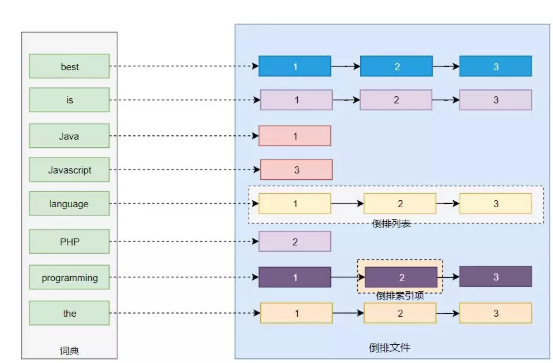 best 1 2 3
is 1 2 3
Java 1
Javascript 3
language 1 2 3
倒排列表
PHP 2
programming 1 2 3
倒排索引项
the 1 2 3
词典 倒排文件